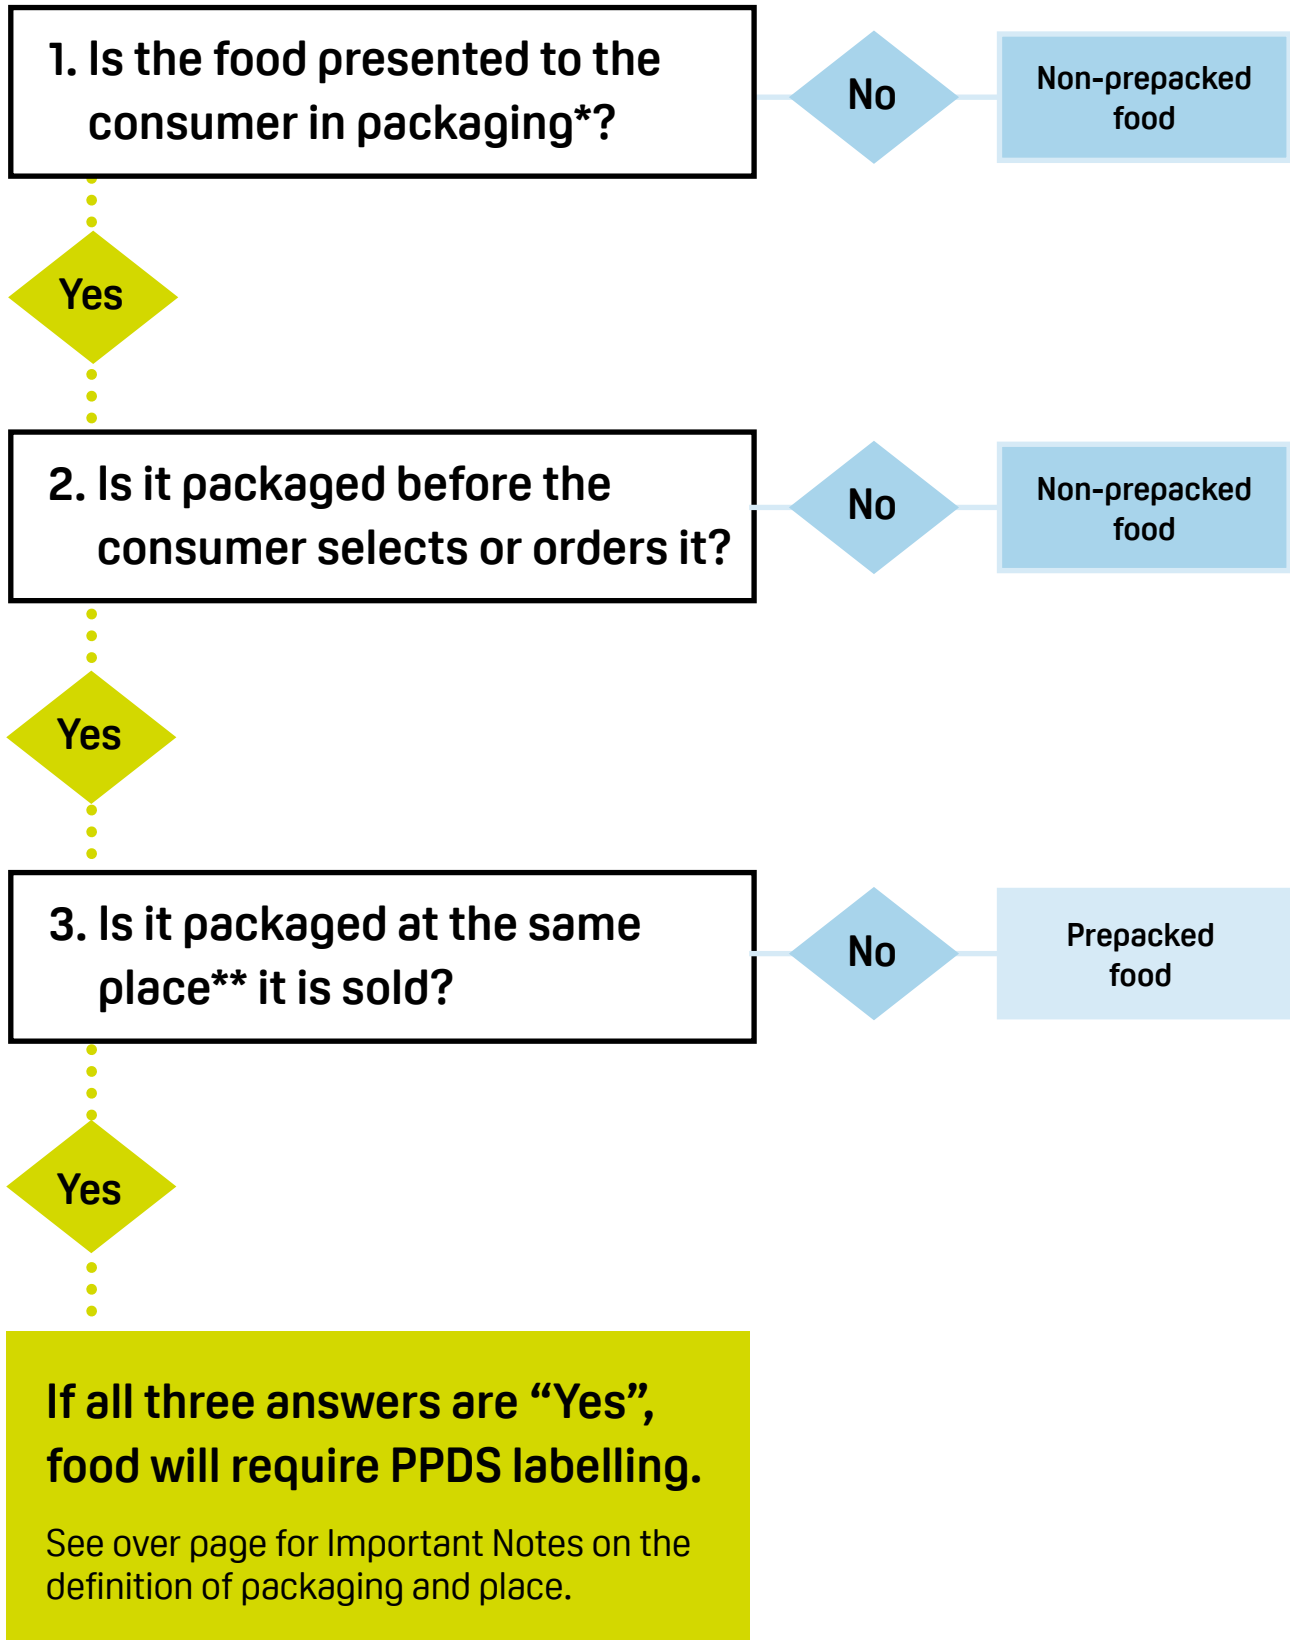 1. Is the food presented to the
consumer in packaging*?
No
Non-prepacked
food
Yes
2. Is it packaged before the
consumer selects or orders it?
No
Non-prepacked
food
Yes
3. Is it packaged at the same
place** it is sold?
No
Prepacked
food
Yes
If all three answers are “Yes”,
food will require PPDS labelling.
See over page for Important Notes on the
definition of packaging and place.